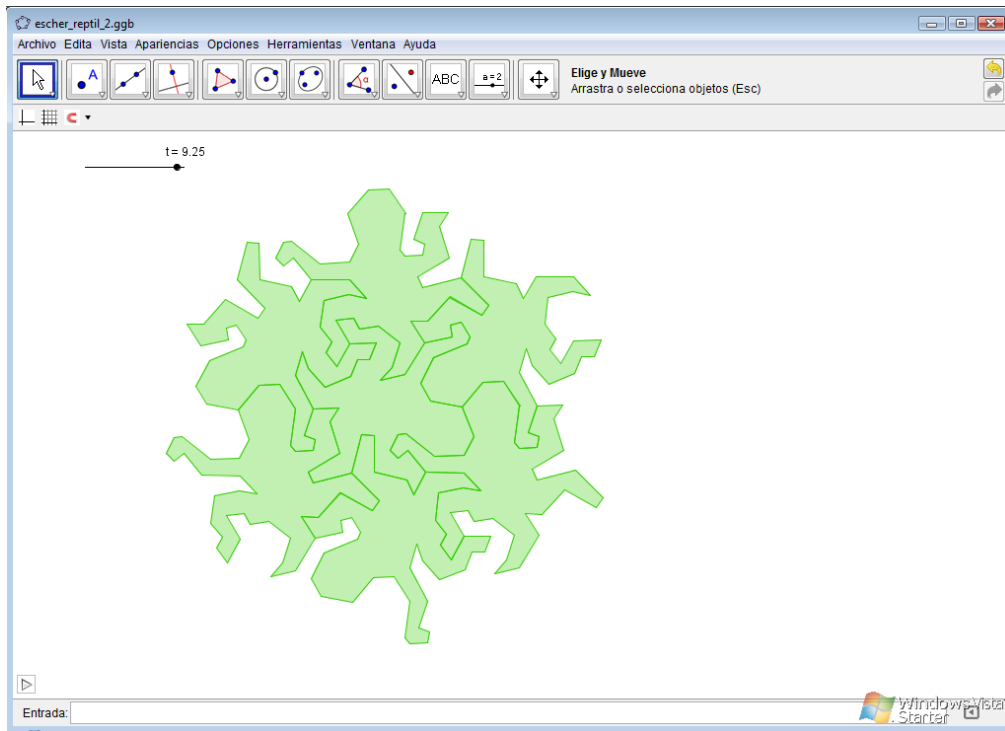 escher_reptil_2.ggb
Archivo Edita Vista Apariencias Opciones Herramientas Ventana Ayuda
A
α
ABC
a=2
Elige y Mueve
Arrastra o selecciona objetos (Esc)
t = 9.25
Entrada:
Windows Vista
Starter